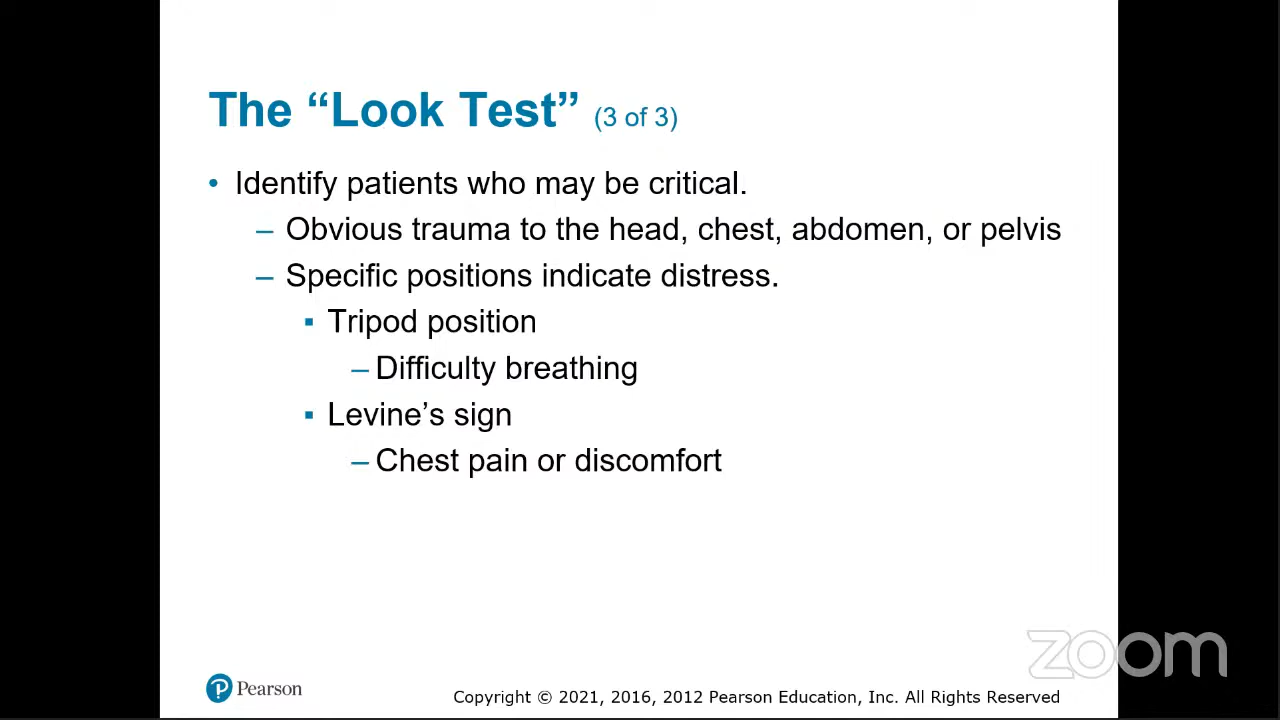 The “Look Test” (3 of 3)
• Identify patients who may be critical.
– Obvious trauma to the head, chest, abdomen, or pelvis
– Specific positions indicate distress.
▪ Tripod position
– Difficulty breathing
▪ Levine’s sign
– Chest pain or discomfort
zoom
P Pearson
Copyright © 2021, 2016, 2012 Pearson Education, Inc. All Rights Reserved